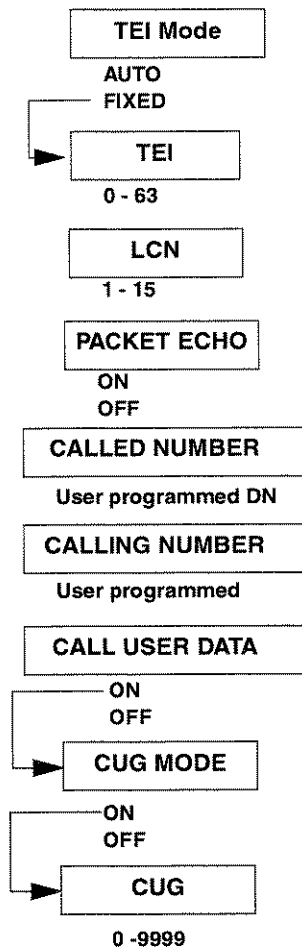 TEI Mode
AUTO
FIXED
TEI
0 - 63
LCN
1 - 15
PACKET ECHO
ON
OFF
CALLED NUMBER
User programmed DN
CALLING NUMBER
User programmed
CALL USER DATA
ON
OFF
CUG MODE
ON
OFF
CUG
0 -9999